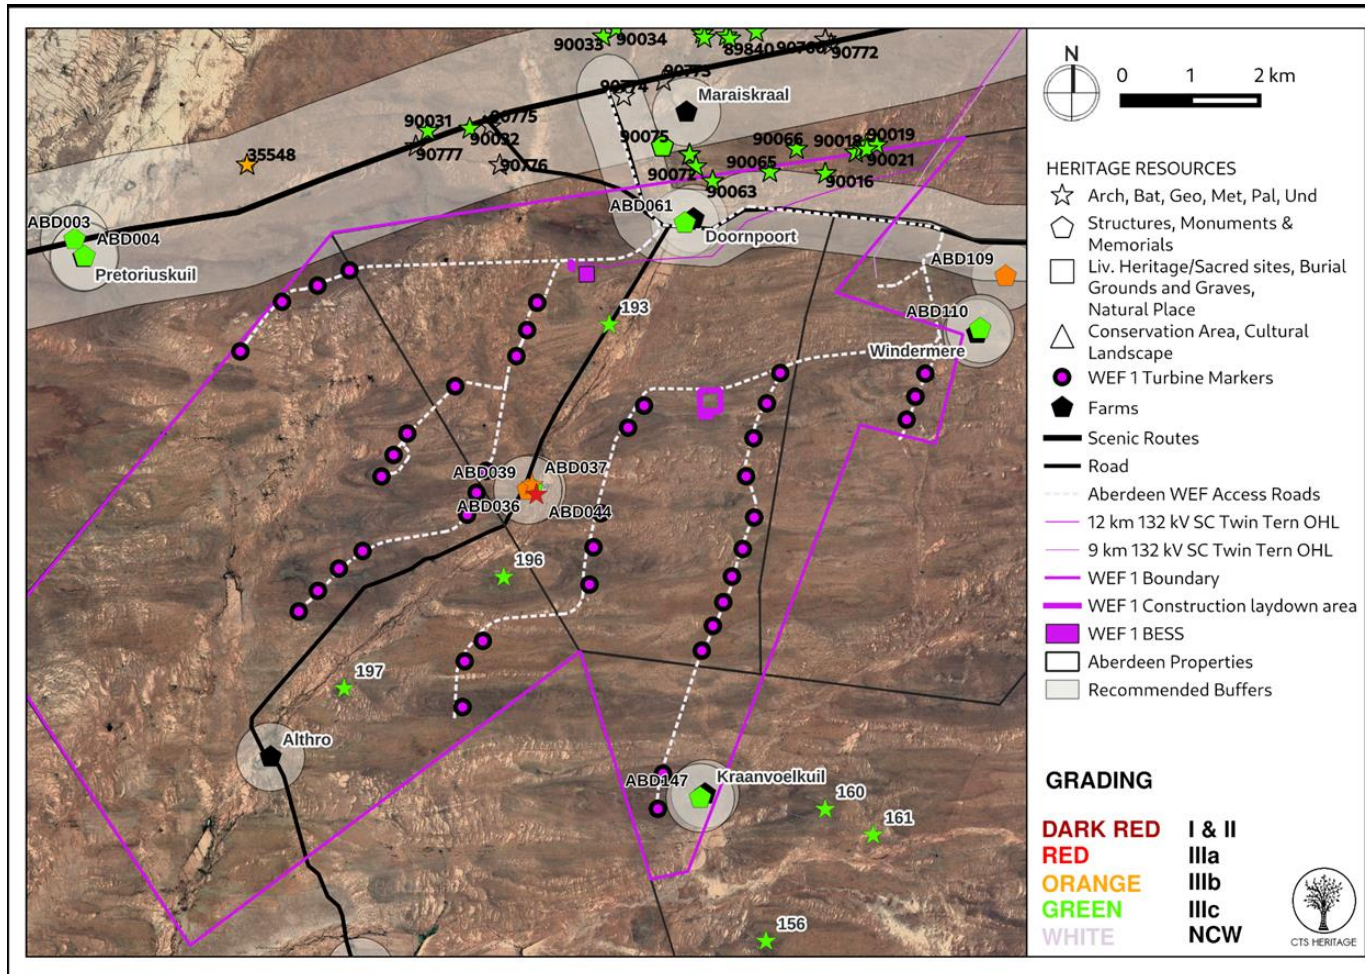 90033
90034
89840
90772
90774
90773
Maraiskraal
90031
90775
90032
90777
90776
35548
90075
90066
90018
90019
90021
90072
90065
90063
90016
ABD003
ABD004
Pretoriuskuil
ABD061
Doornpoort
ABD109
ABD110
193
Windermere
ABD039
ABD037
ABD036
ABD044
196
197
Althro
ABD147
Kraanvoelkuil
160
161
156
N
0 1 2 km
HERITAGE RESOURCES
Arch, Bat, Geo, Met, Pal, Und
Structures, Monuments &
Memorials
Liv. Heritage/Sacred sites, Burial
Grounds and Graves,
Natural Place
Conservation Area, Cultural
Landscape
WEF 1 Turbine Markers
Farms
Scenic Routes
Road
Aberdeen WEF Access Roads
12 km 132 kV SC Twin Tern OHL
9 km 132 kV SC Twin Tern OHL
WEF 1 Boundary
WEF 1 Construction laydown area
WEF 1 BESS
Aberdeen Properties
Recommended Buffers
GRADING
DARK RED I & II
RED IIIa
ORANGE IIIb
GREEN IIIc
WHITE NCW
CTS HERITAGE